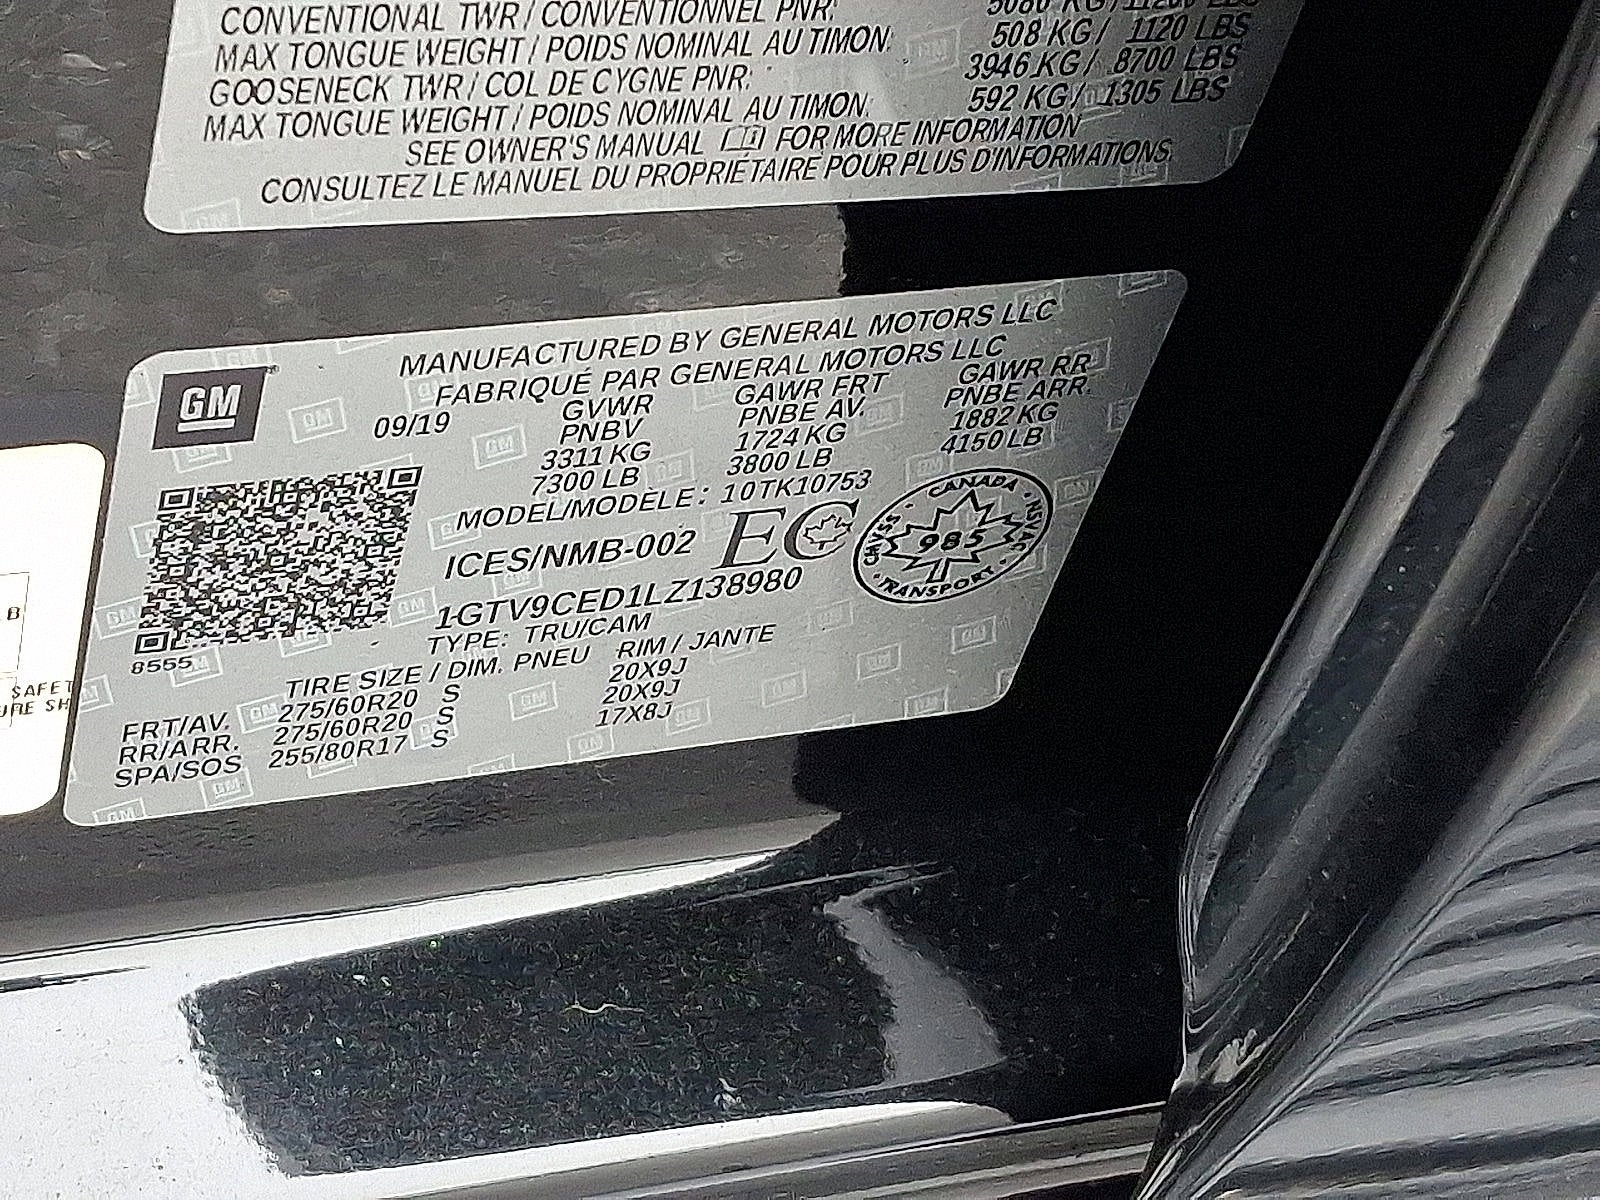 CONVENTIONAL TWR / CONVENTIONNEL PNR:
MAX TONGUE WEIGHT / POIDS NOMINAL AU TIMON: 508 KG / 1120 LBS
GOOSENECK TWR / COL DE CYGNE PNR: 3946 KG / 8700 LBS
MAX TONGUE WEIGHT / POIDS NOMINAL AU TIMON: 592 KG / 1305 LBS
SEE OWNER'S MANUAL FOR MORE INFORMATION
CONSULTEZ LE MANUEL DU PROPRIÉTAIRE POUR PLUS D'INFORMATIONS
GM
MANUFACTURED BY GENERAL MOTORS LLC
FABRIQUÉ PAR GENERAL MOTORS LLC
09/19 GVWR GAWR FRT GAWR RR
PNBV PNBE AV. PNBE ARR.
3311 KG 1724 KG 1882 KG
7300 LB 3800 LB 4150 LB
MODEL/MODÈLE: 10TK10753
ICES/NMB-002 EC
CANADA · NSVAC · TRANSPORT · CMVSS
985
1GTV9CED1LZ138980
8555
TYPE: TRU/CAM
TIRE SIZE / DIM. PNEU RIM / JANTE
FRT/AV. 275/60R20 S 20X9J
RR/ARR. 275/60R20 S 20X9J
SPA/SOS 255/80R17 S 17X8J